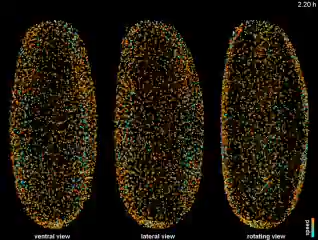 2.20 h
ventral view
lateral view
rotating view
speed